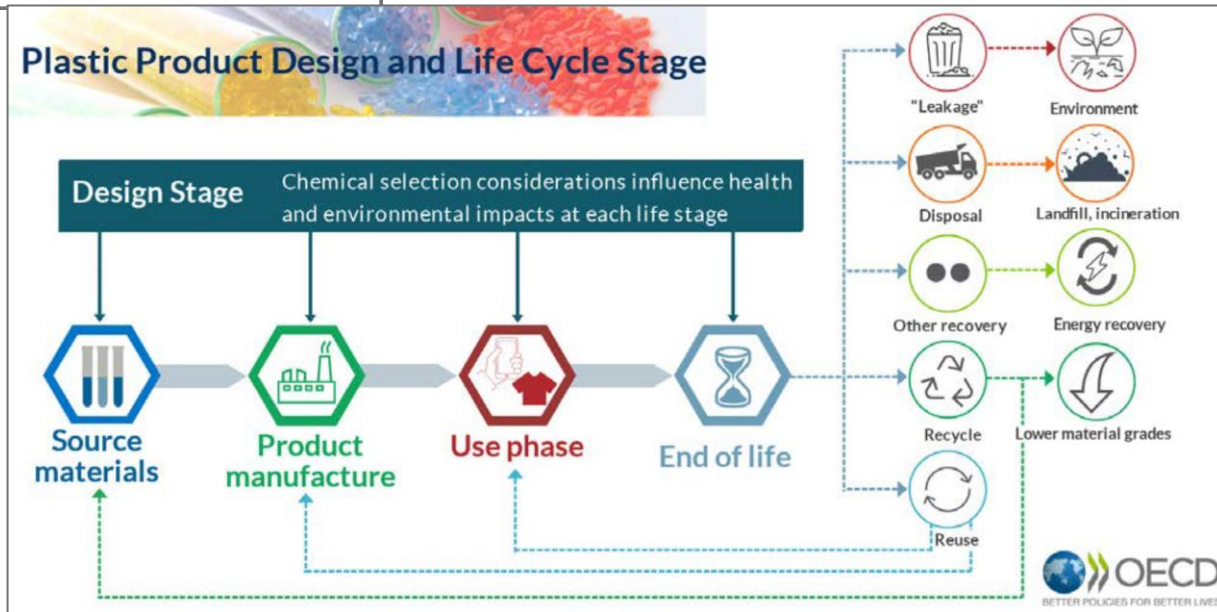 Plastic Product Design and Life Cycle Stage
Design Stage
Chemical selection considerations influence health
and environmental impacts at each life stage
Source
materials
Product
manufacture
Use phase
End of life
"Leakage"
Environment
Disposal
Landfill, incineration
Other recovery
Energy recovery
Recycle
Lower material grades
Reuse
OECD
BETTER POLICIES FOR BETTER LIVES